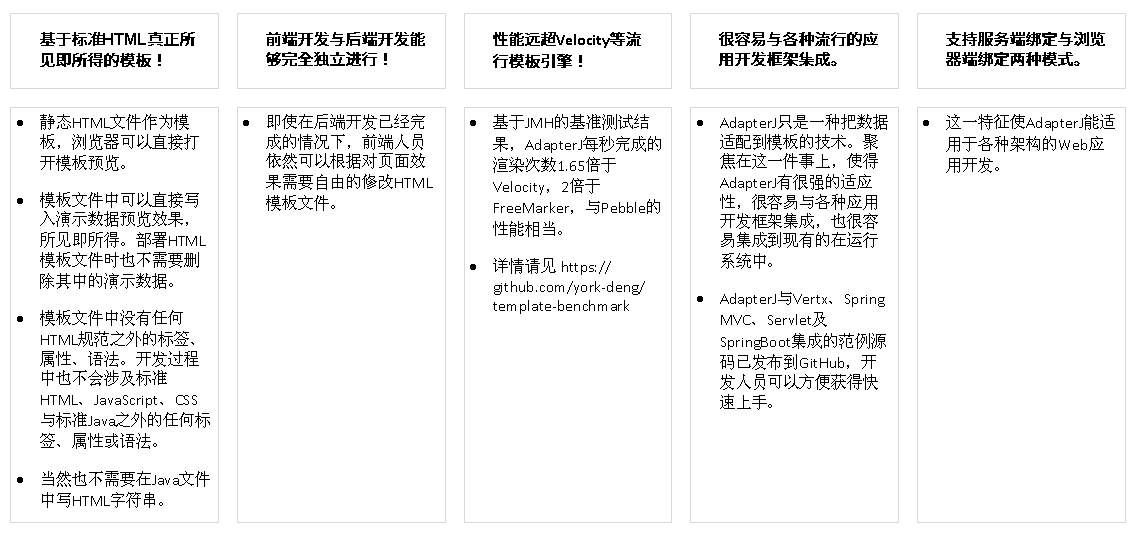 基于标准HTML真正所
见即所得的模板！
前端开发与后端开发能
够完全独立进行！
性能远超Velocity等流
行模板引擎！
很容易与各种流行的应
用开发框架集成。
支持服务端绑定与浏览
器端绑定两种模式。
• 静态HTML文件作为模
板，浏览器可以直接打
开模板预览。
• 模板文件中可以直接写
入演示数据预览效果，
所见即所得。部署HTML
模板文件时也不需要删
除其中的演示数据。
• 模板文件中没有任何
HTML规范之外的标签、
属性、语法。开发过程
中也不会涉及标准
HTML、JavaScript、CSS
与标准Java之外的任何标
签、属性或语法。
• 当然也不需要在Java文件
中写HTML字符串。
• 即使在后端开发已经完
成的情况下，前端人员
依然可以根据对页面效
果需要自由的修改HTML
模板文件。
• 基于JMH的基准测试结
果，AdapterJ每秒完成的
渲染次数1.65倍于
Velocity，2倍于
FreeMarker，与Pebble的
性能相当。
• 详情请见 https://
github.com/york-deng/
template-benchmark
• AdapterJ只是一种把数据
适配到模板的技术。聚
焦在这一件事上，使得
AdapterJ有很强的适应
性，很容易与各种应用
开发框架集成，也很容
易集成到现有的在运行
系统中。
• AdapterJ与Vertx、Spring
MVC、Servlet及
SpringBoot集成的范例源
码已发布到GitHub，开
发人员可以方便获得快
速上手。
• 这一特征使AdapterJ能适
用于各种架构的Web应
用开发。